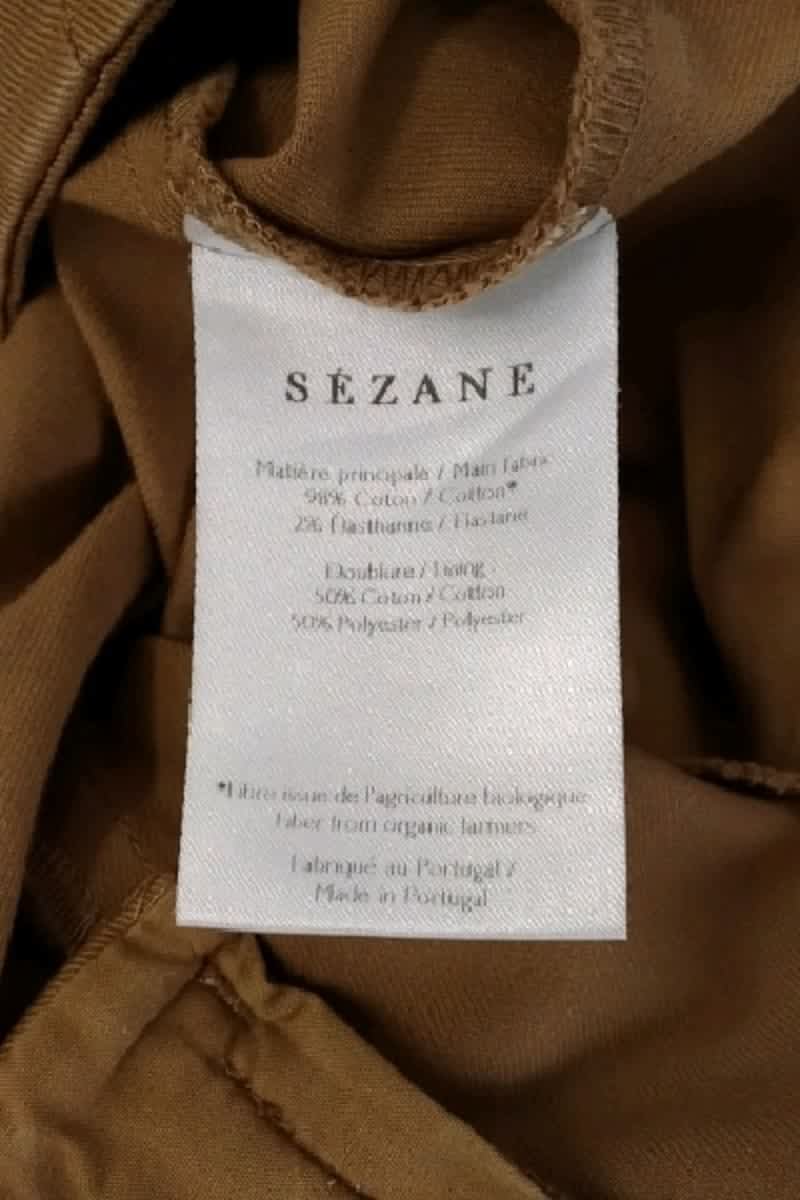 SÉZANE
Matière principale / Main fabric
98% Coton / Cotton*
2% Élasthanne / Elastane
Doublure / Lining
50% Coton / Cotton
50% Polyester / Polyester
*Fibre issue de l'agriculture biologique
Fiber from organic farmers
Fabriqué au Portugal /
Made in Portugal